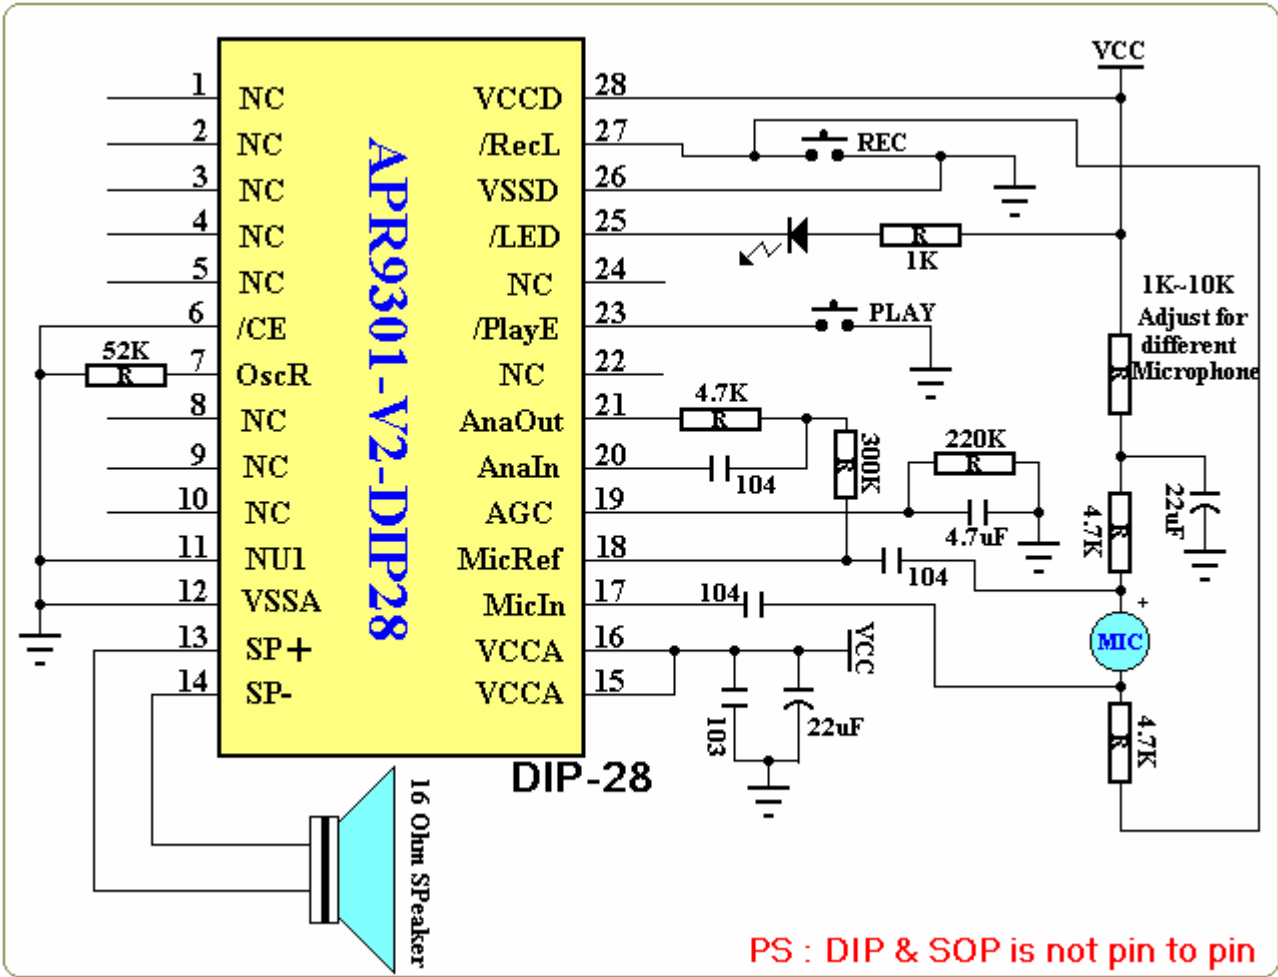 VCC
1 NC
2 NC
3 NC
4 NC
5 NC
6 /CE
7 OscR
8 NC
9 NC
10 NC
11 NU1
12 VSSA
13 SP+
14 SP-
APR9301-V2-DIP28
VCCD 28
/RecL 27
VSSD 26
/LED 25
NC 24
/PlayE 23
NC 22
AnaOut 21
AnaIn 20
AGC 19
MicRef 18
MicIn 17
VCCA 16
VCCA 15
DIP-28
52K
R
REC
R
1K
PLAY
1K~10K
Adjust for
different
Microphone
R
4.7K
R
104
300K
R
220K
R
4.7uF
104
104
4.7K
R
22uF
+
MIC
4.7K
R
VCC
103
22uF
16 Ohm SPeaker
PS : DIP & SOP is not pin to pin